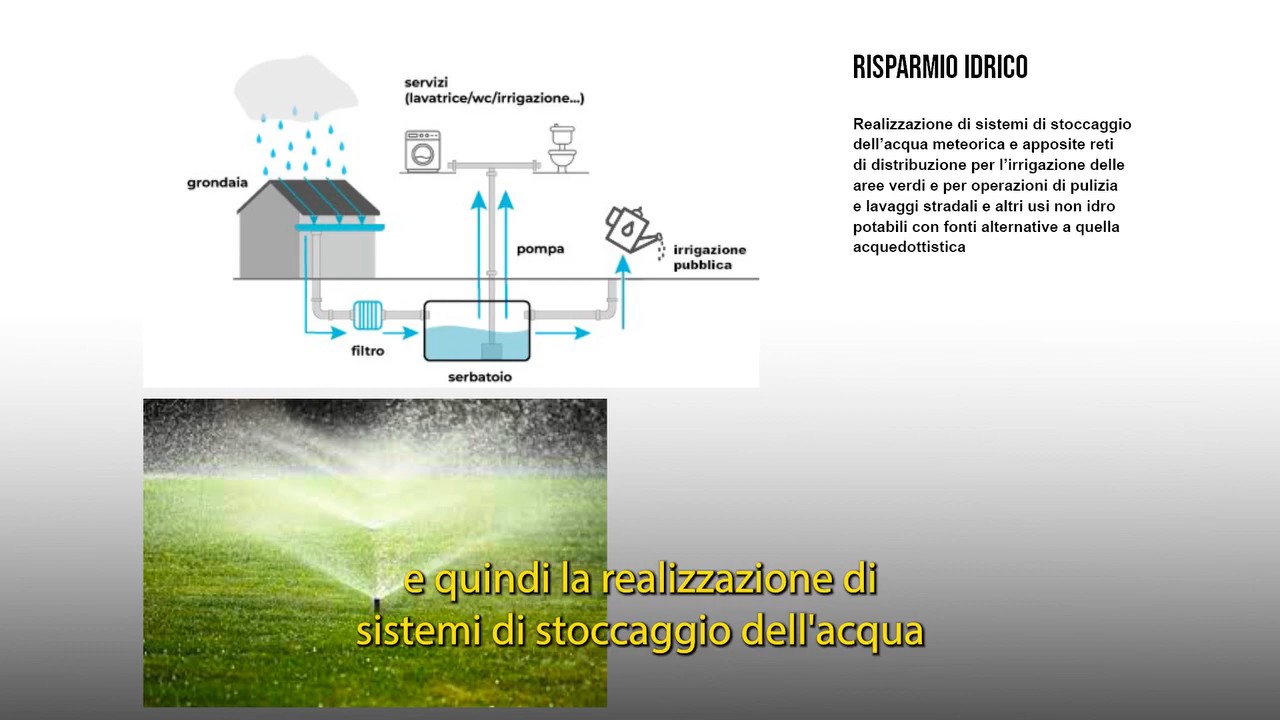 servizi
(lavatrice/wc/irrigazione...)
grondaia
pompa
irrigazione
pubblica
filtro
serbatoio
RISPARMIO IDRICO
Realizzazione di sistemi di stoccaggio
dell’acqua meteorica e apposite reti
di distribuzione per l’irrigazione delle
aree verdi e per operazioni di pulizia
e lavaggi stradali e altri usi non idro
potabili con fonti alternative a quella
acquedottistica
e quindi la realizzazione di
sistemi di stoccaggio dell'acqua